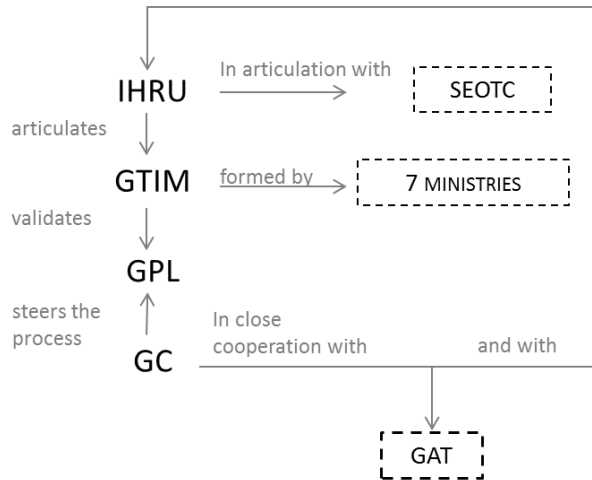 In articulation with
IHRU
SEOTC
articulates
GTIM
formed by
7 MINISTRIES
validates
GPL
steers the
process
In close
cooperation with
and with
GC
GAT